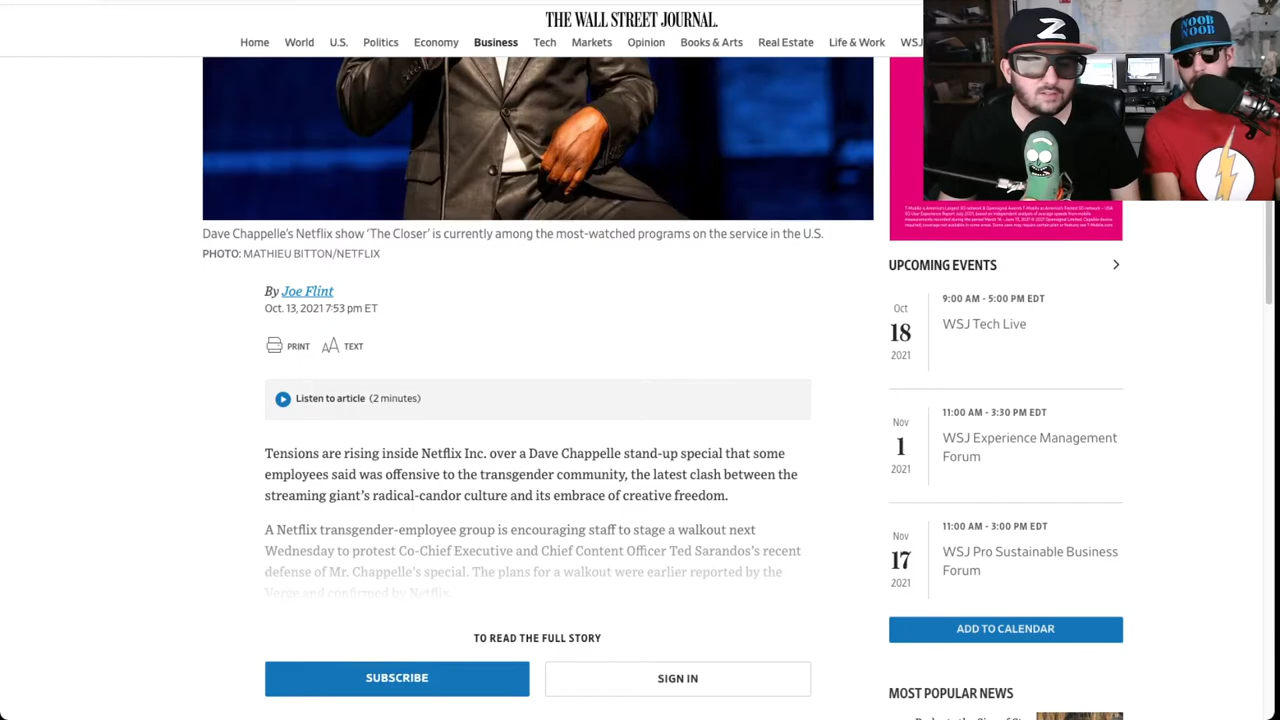 THE WALL STREET JOURNAL.
Home World U.S. Politics Economy Business Tech Markets Opinion Books & Arts Real Estate Life & Work WSJ
Z
NOOB
NOOB
Dave Chappelle's Netflix show 'The Closer' is currently among the most-watched programs on the service in the U.S.
PHOTO: MATHIEU BITTON/NETFLIX
By Joe Flint
Oct. 13, 2021 7:53 pm ET
PRINT AA TEXT
Listen to article (2 minutes)
Tensions are rising inside Netflix Inc. over a Dave Chappelle stand-up special that some
employees said was offensive to the transgender community, the latest clash between the
streaming giant's radical-candor culture and its embrace of creative freedom.
A Netflix transgender-employee group is encouraging staff to stage a walkout next
Wednesday to protest Co-Chief Executive and Chief Content Officer Ted Sarandos's recent
defense of Mr. Chappelle's special. The plans for a walkout were earlier reported by the
Verge and confirmed by Netflix.
TO READ THE FULL STORY
SUBSCRIBE
SIGN IN
UPCOMING EVENTS
Oct
18
2021
9:00 AM - 5:00 PM EDT
WSJ Tech Live
Nov
1
2021
11:00 AM - 3:30 PM EDT
WSJ Experience Management
Forum
Nov
17
2021
11:00 AM - 3:00 PM EDT
WSJ Pro Sustainable Business
Forum
ADD TO CALENDAR
MOST POPULAR NEWS